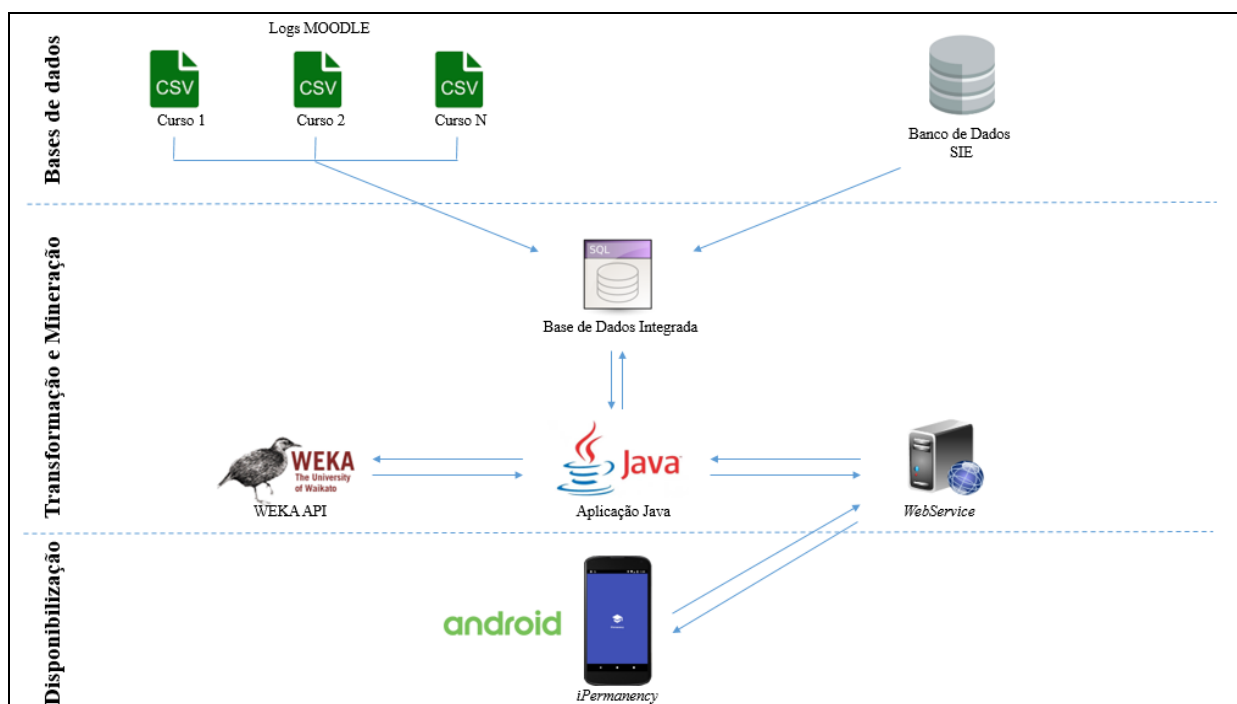 Bases de dados
Logs MOODLE
CSV
CSV
CSV
Curso 1
Curso 2
Curso N
Banco de Dados
SIE
Transformação e Mineração
SQL
Base de Dados Integrada
WEKA
The University
of Waikato
WEKA API
Java
Aplicação Java
WebService
Disponibilização
android
iPermanency